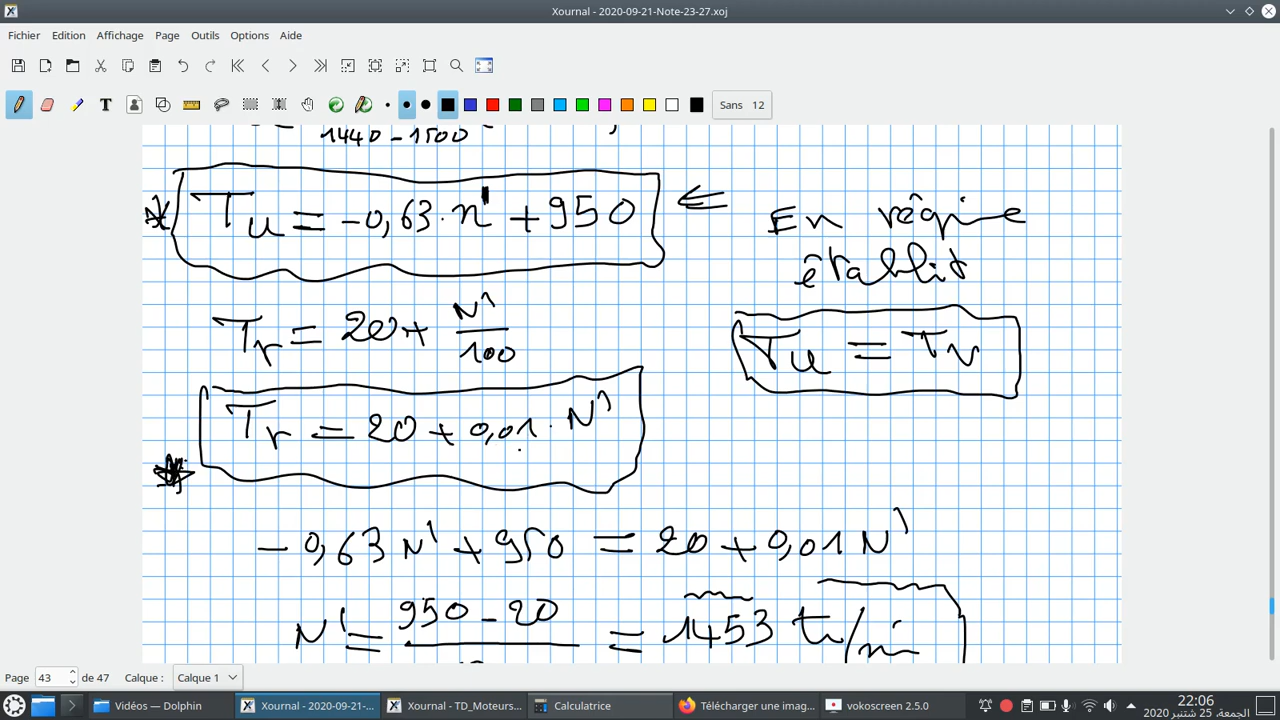 Xournal - 2020-09-21-Note-23-27.xoj
Fichier Edition Affichage Page Outils Options Aide
Sans 12
1440 - 1500
Tu = -0,63 · n' + 950
En régime
établit
Tr = 20 + N'/100
Tu = Tr
Tr = 20 + 0,01 · N'
-0,63 N' + 950 = 20 + 0,01 N'
N' = 950 - 20 = 1453 tr/min
Page 43 de 47 Calque : Calque 1
Vidéos — Dolphin Xournal - 2020-09-21-... Xournal - TD_Moteurs... Calculatrice Télécharger une imag... vokoscreen 2.5.0
22:06
الجمعة, 25 شتنبر 2020